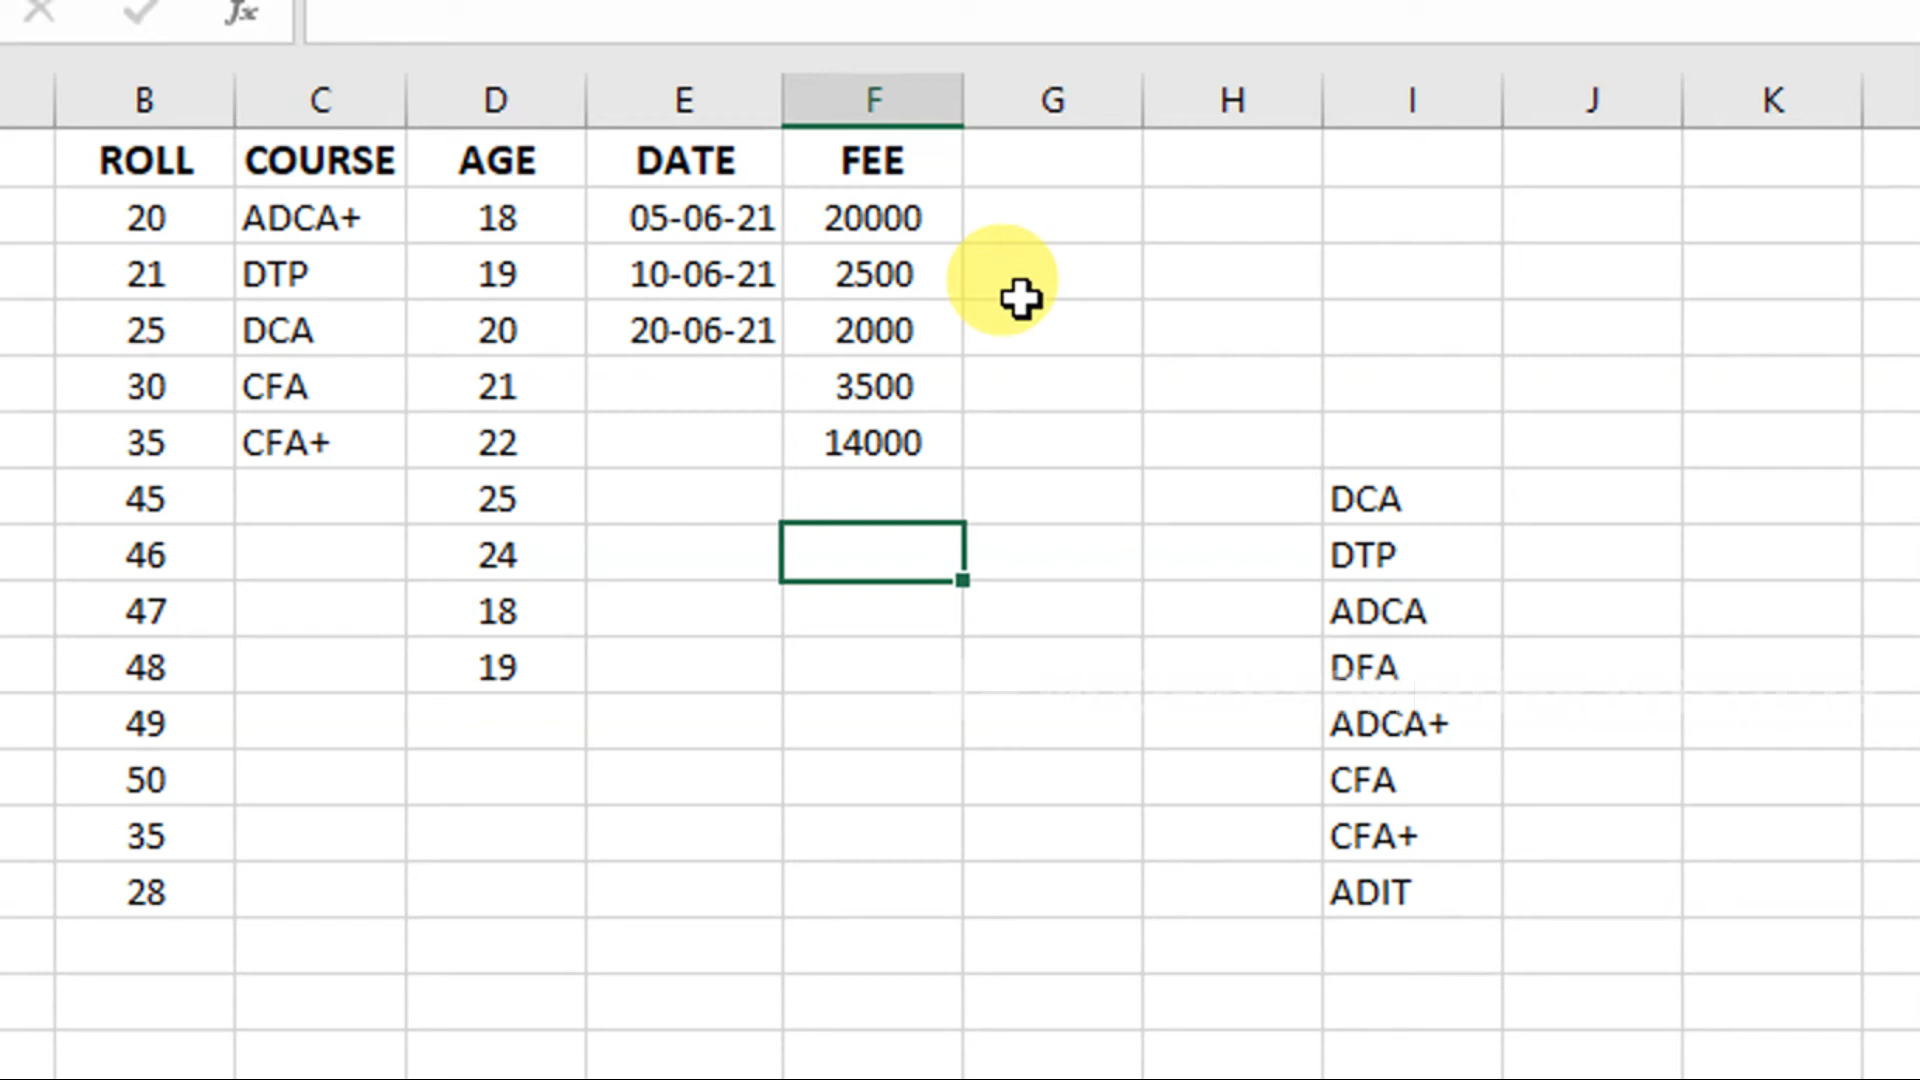 fx
B C D E F G H I J K
ROLL COURSE AGE DATE FEE
20 ADCA+ 18 05-06-21 20000
21 DTP 19 10-06-21 2500
25 DCA 20 20-06-21 2000
30 CFA 21 3500
35 CFA+ 22 14000
45 25 DCA
46 24 DTP
47 18 ADCA
48 19 DFA
49 ADCA+
50 CFA
35 CFA+
28 ADIT